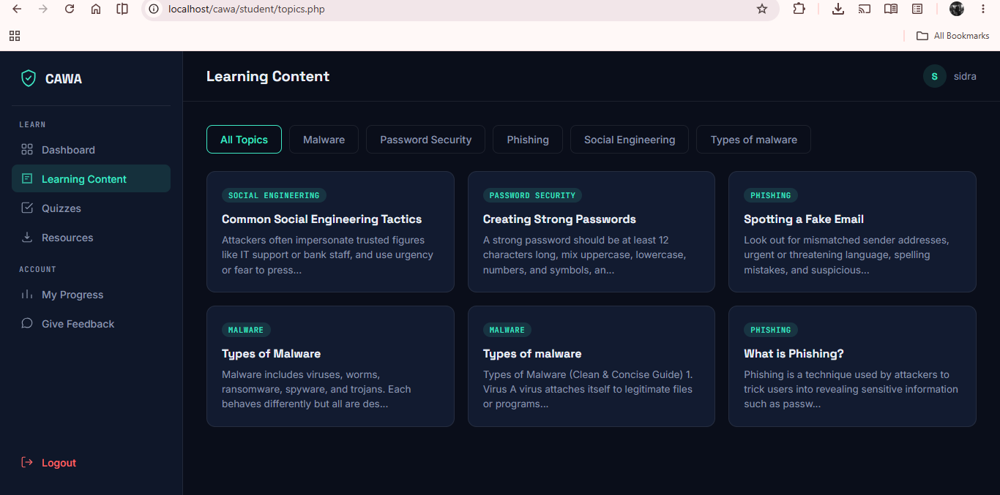 localhost/cawa/student/topics.php
All Bookmarks
CAWA
LEARN
Dashboard
Learning Content
Quizzes
Resources
ACCOUNT
My Progress
Give Feedback
Logout
Learning Content
S sidra
All Topics Malware Password Security Phishing Social Engineering Types of malware
SOCIAL ENGINEERING
Common Social Engineering Tactics
Attackers often impersonate trusted figures
like IT support or bank staff, and use urgency
or fear to press...
PASSWORD SECURITY
Creating Strong Passwords
A strong password should be at least 12
characters long, mix uppercase, lowercase,
numbers, and symbols, an...
PHISHING
Spotting a Fake Email
Look out for mismatched sender addresses,
urgent or threatening language, spelling
mistakes, and suspicious...
MALWARE
Types of Malware
Malware includes viruses, worms,
ransomware, spyware, and trojans. Each
behaves differently but all are des...
MALWARE
Types of malware
Types of Malware (Clean & Concise Guide) 1.
Virus A virus attaches itself to legitimate files
or programs...
PHISHING
What is Phishing?
Phishing is a technique used by attackers to
trick users into revealing sensitive information
such as passw...